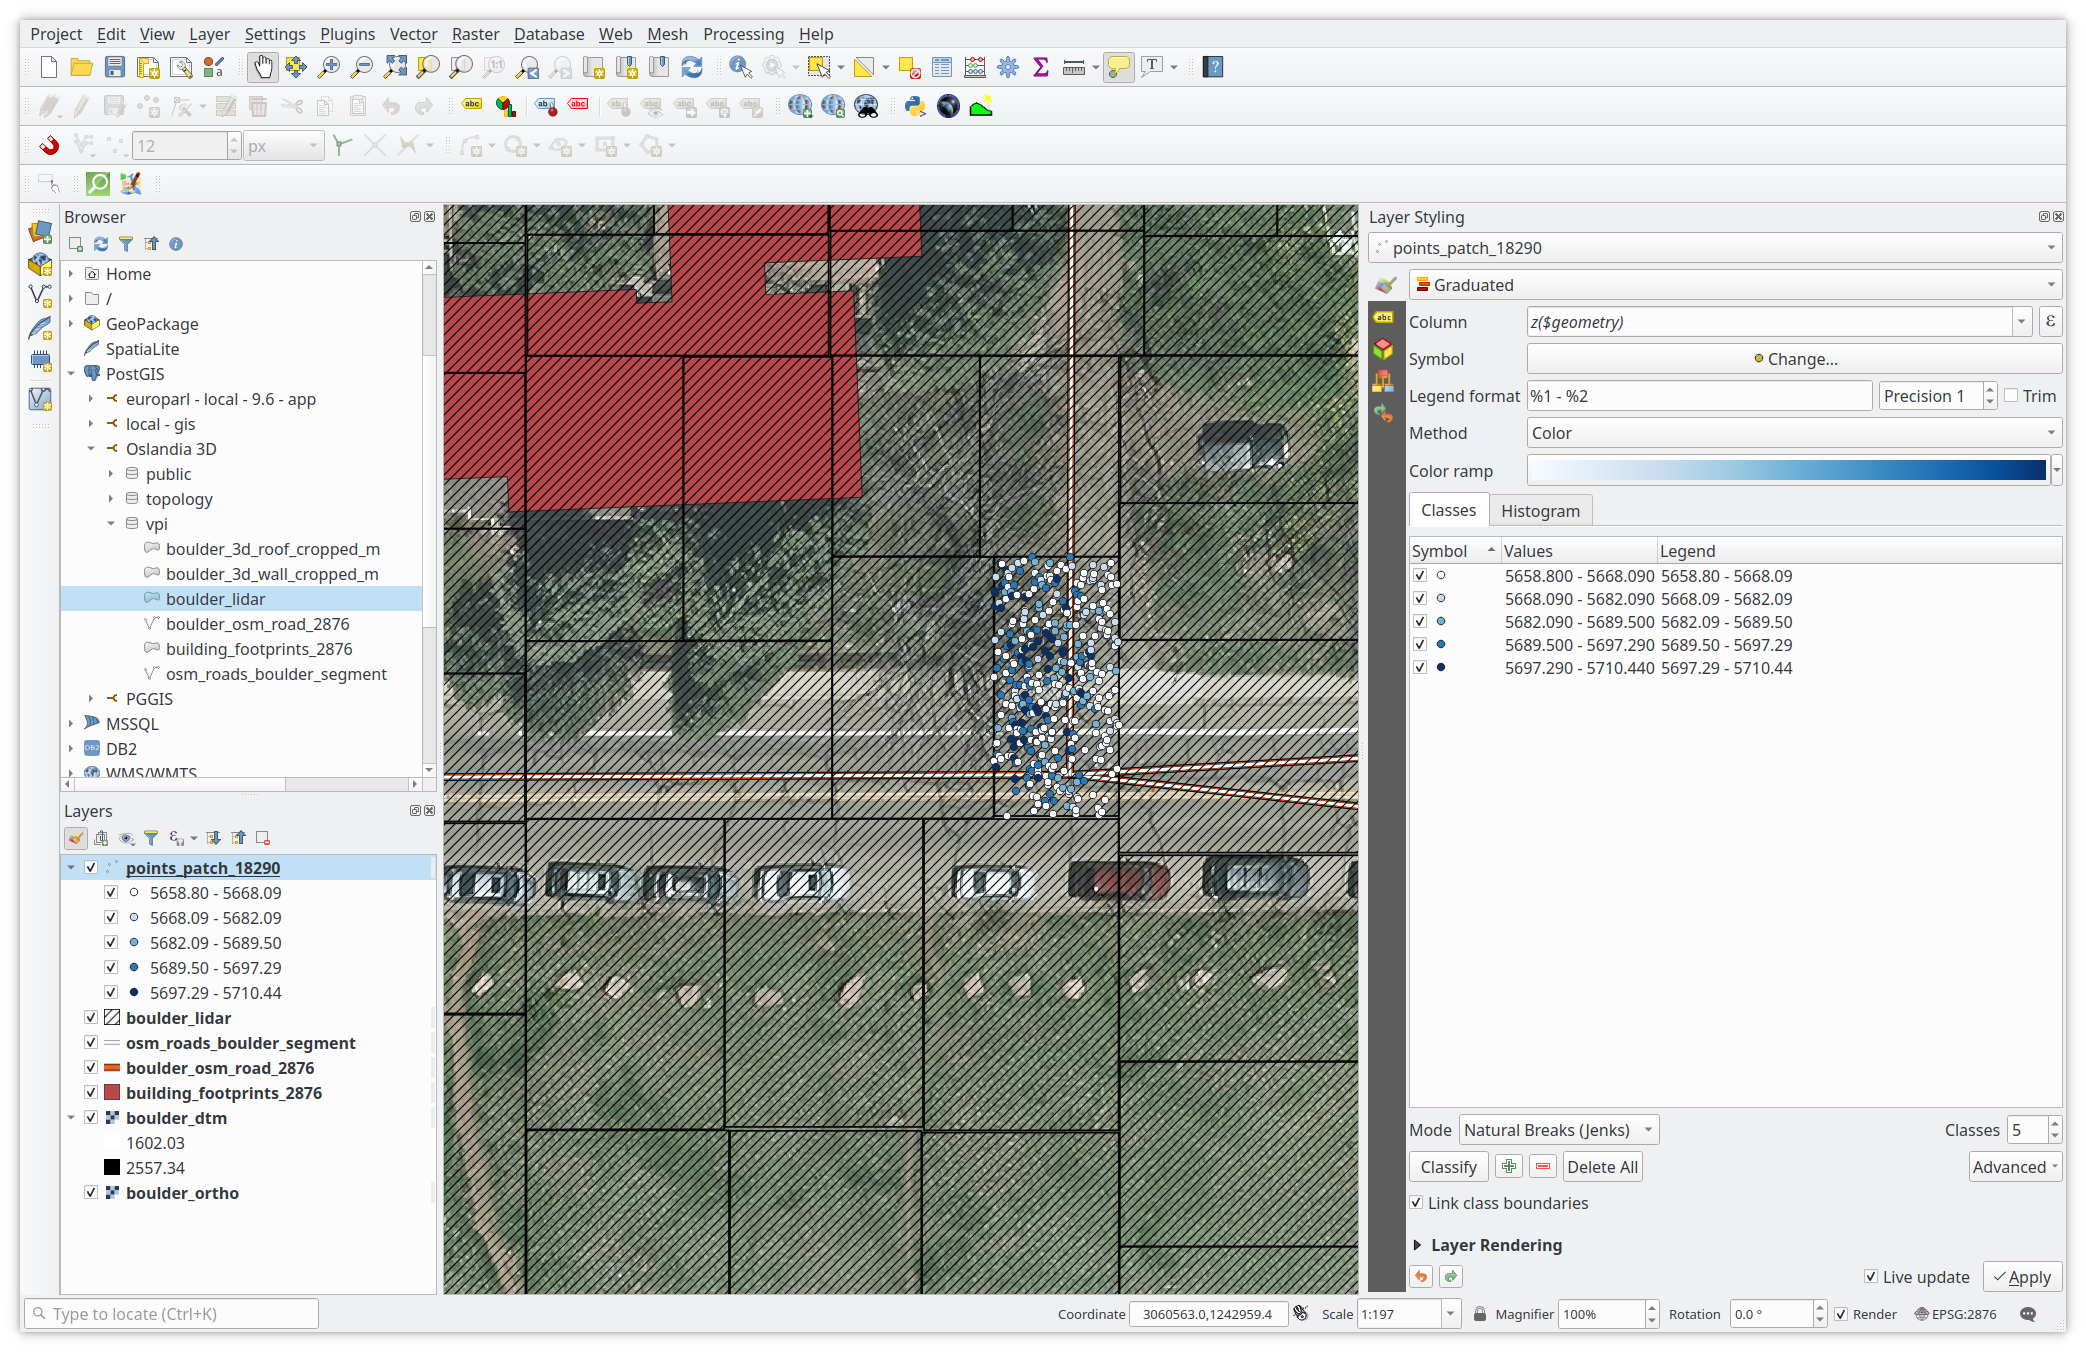 Project Edit View Layer Settings Plugins Vector Raster Database Web Mesh Processing Help
12 px
Browser
Home
/
GeoPackage
SpatiaLite
PostGIS
europarl - local - 9.6 - app
local - gis
Oslandia 3D
public
topology
vpi
boulder_3d_roof_cropped_m
boulder_3d_wall_cropped_m
boulder_lidar
boulder_osm_road_2876
building_footprints_2876
osm_roads_boulder_segment
PGGIS
MSSQL
DB2
WMS/WMTS
Layers
points_patch_18290
5658.80 - 5668.09
5668.09 - 5682.09
5682.09 - 5689.50
5689.50 - 5697.29
5697.29 - 5710.44
boulder_lidar
osm_roads_boulder_segment
boulder_osm_road_2876
building_footprints_2876
boulder_dtm
1602.03
2557.34
boulder_ortho
Layer Styling
points_patch_18290
Graduated
Column z($geometry) ε
Symbol Change...
Legend format %1 - %2 Precision 1 Trim
Method Color
Color ramp
Classes Histogram
Symbol Values Legend
5658.800 - 5668.090 5658.80 - 5668.09
5668.090 - 5682.090 5668.09 - 5682.09
5682.090 - 5689.500 5682.09 - 5689.50
5689.500 - 5697.290 5689.50 - 5697.29
5697.290 - 5710.440 5697.29 - 5710.44
Mode Natural Breaks (Jenks) Classes 5
Classify Delete All Advanced
Link class boundaries
Layer Rendering
Live update Apply
Type to locate (Ctrl+K) Coordinate 3060563.0,1242959.4 Scale 1:197 Magnifier 100% Rotation 0.0 ° Render EPSG:2876